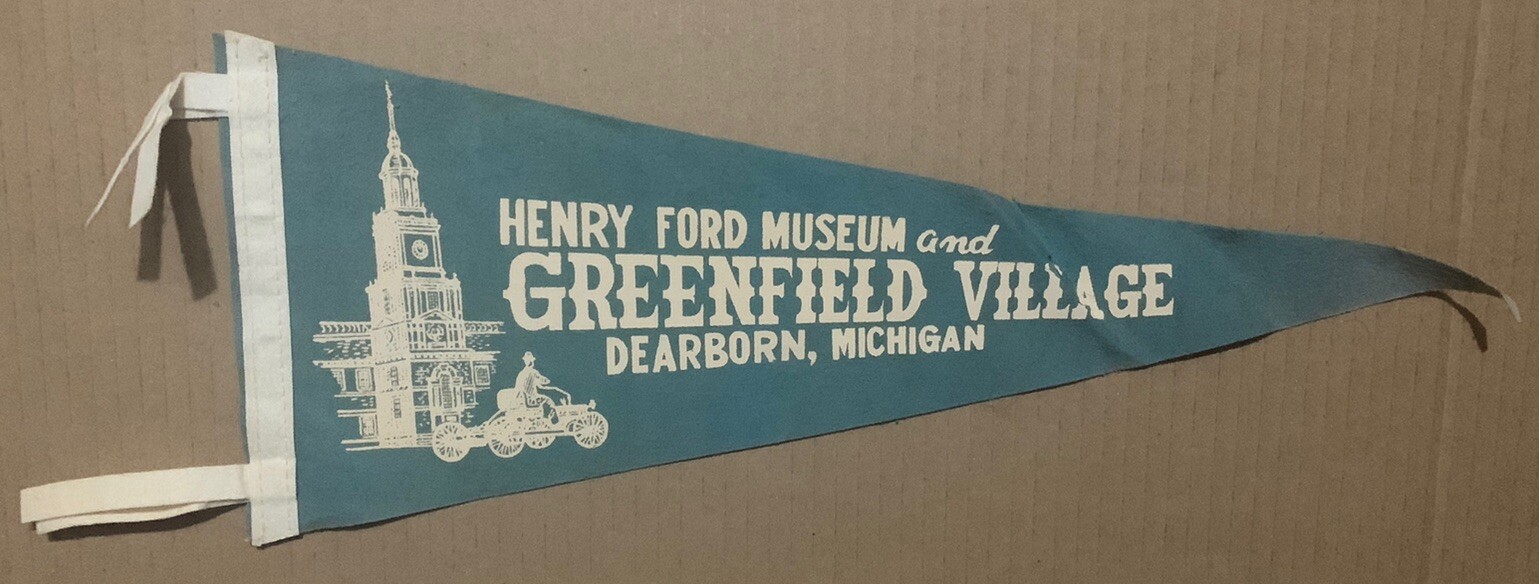 HENRY FORD MUSEUM and
GREENFIELD VILLAGE
DEARBORN, MICHIGAN